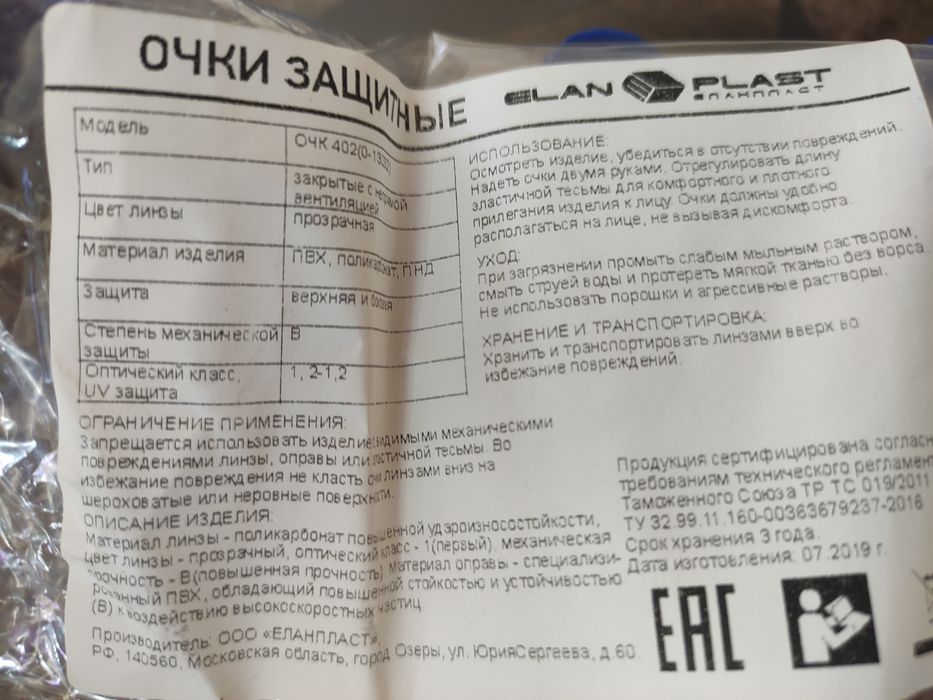 ОЧКИ ЗАЩИТНЫЕ
ELAN PLAST
ЕЛАНПЛАСТ
Модель
ОЧК 402(0-13
Тип
закрытые с непрямой
вентиляцией
Цвет линзы
прозрачная
Материал изделия
ПВХ, поликарбонат, ПНД
Защита
верхняя и боковая
Степень механической
защиты
В
Оптический класс,
UV защита
1, 2-1,2
ОГРАНИЧЕНИЕ ПРИМЕНЕНИЯ:
Запрещается использовать изделие с видимыми механическими
повреждениями линзы, оправы или эластичной тесьмы. Во
избежание повреждения не класть очки линзами вниз на
шероховатые или неровные поверхности.
ОПИСАНИЕ ИЗДЕЛИЯ:
Материал линзы - поликарбонат повышенной удароизносостойкости,
цвет линзы - прозрачный, оптический класс - 1(первый), механическая
прочность - В(повышенная прочность). Материал оправы - специализи-
рованный ПВХ, обладающий повышенной стойкостью и устойчивостью
(В) к воздействию высокоскоростных частиц
Производитель: ООО «ЕЛАНПЛАСТ»,
РФ, 140560, Московская область, город Озеры, ул. ЮрияСергеева, д.60.
ИСПОЛЬЗОВАНИЕ:
Осмотреть изделие, убедиться в отсутствии повреждений.
Надеть очки двумя руками. Отрегулировать длину
эластичной тесьмы для комфортного и плотного
прилегания изделия к лицу. Очки должны удобно
располагаться на лице, не вызывая дискомфорта.
УХОД:
При загрязнении промыть слабым мыльным раствором,
смыть струей воды и протереть мягкой тканью без ворса.
Не использовать порошки и агрессивные растворы.
ХРАНЕНИЕ И ТРАНСПОРТИРОВКА:
Хранить и транспортировать линзами вверх во
избежание повреждений.
Продукция сертифицирована согласн
требованиям технического регламент
Таможенного Союза ТР ТС 019/2011
ТУ 32.99.11.160-00363679237-2016
Срок хранения 3 года.
Дата изготовления: 07.2019 г.
EAC